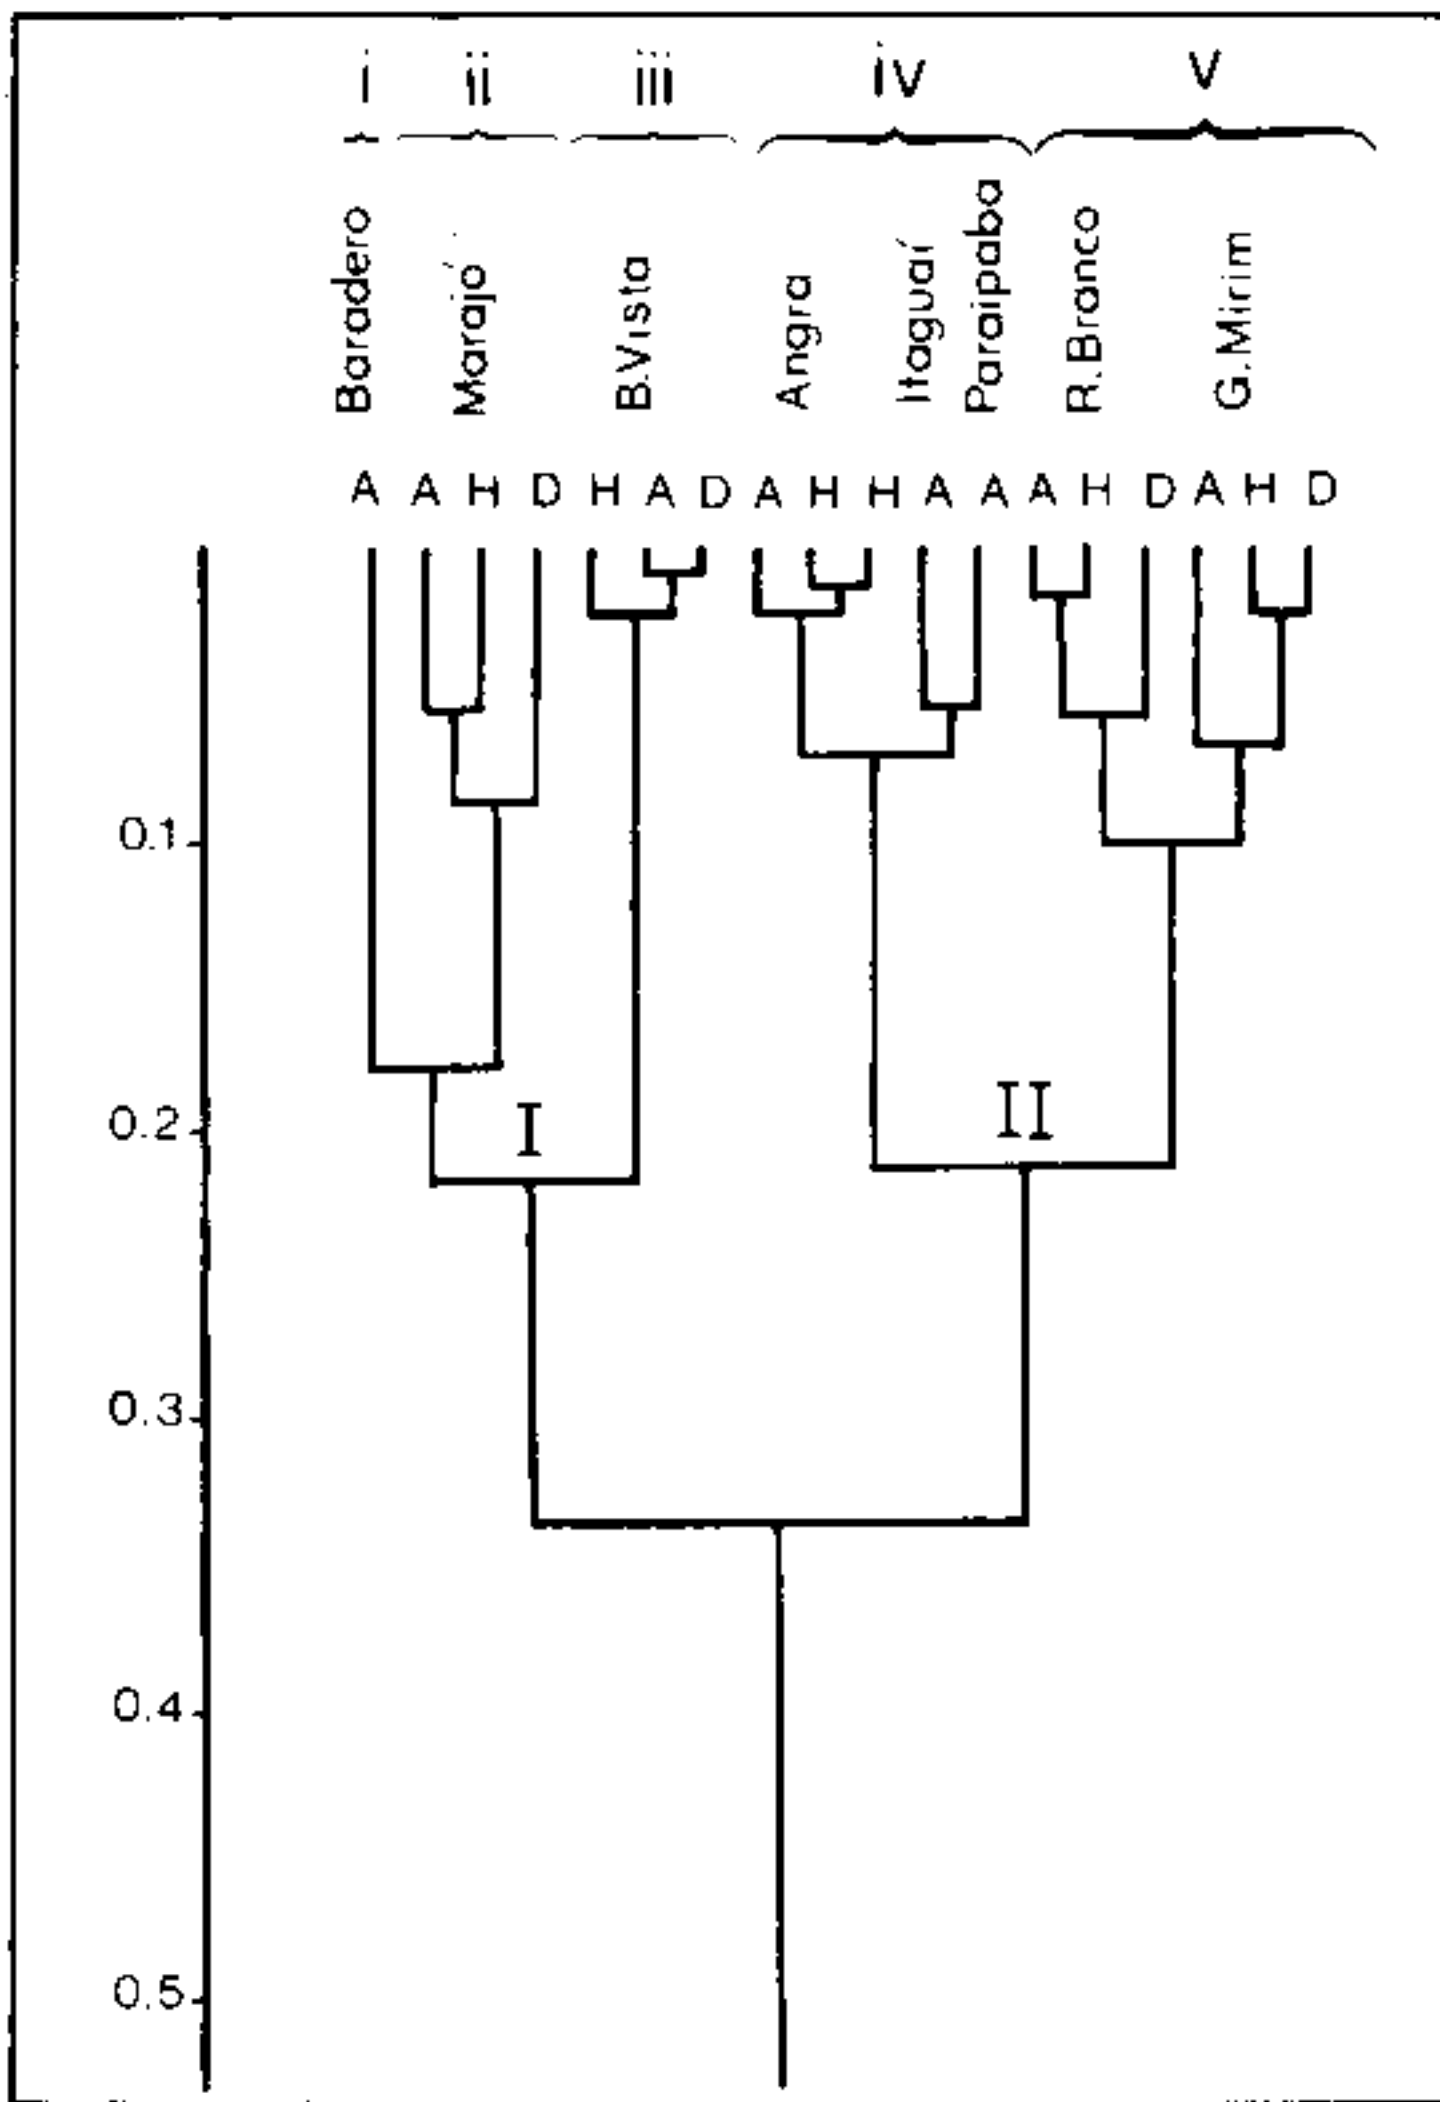 i ii iii iv v
Baradero Marajó B.Vista Angra Itaguaí Paraipaba R.Branco G.Mirim
A A H D H A D A H H A A A H D A H D
0.1
0.2
I II
0.3
0.4
0.5